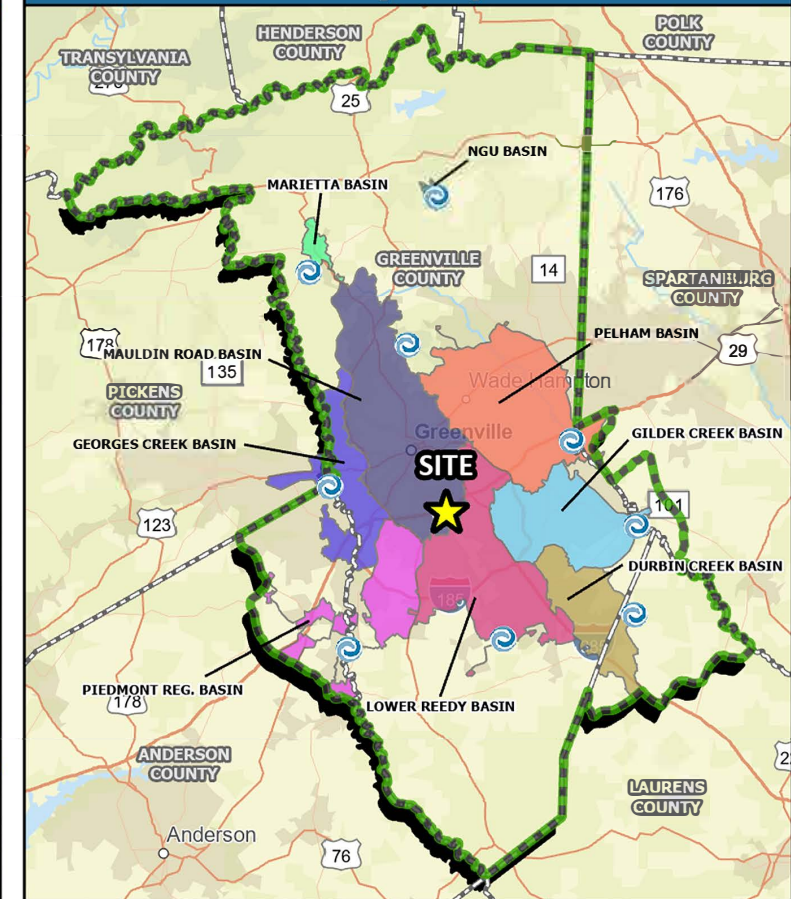 HENDERSON
COUNTY
POLK
COUNTY
TRANSYLVANIA
COUNTY
276
25
NGU BASIN
MARIETTA BASIN
176
GREENVILLE
COUNTY
14
SPARTANBURG
COUNTY
PELHAM BASIN
178
MAULDIN ROAD BASIN
29
135
Wade Hampton
PICKENS
COUNTY
Greenville
GILDER CREEK BASIN
GEORGES CREEK BASIN
SITE
101
123
DURBIN CREEK BASIN
185
385
PIEDMONT REG. BASIN
178
LOWER REEDY BASIN
ANDERSON
COUNTY
LAURENS
COUNTY
Anderson
76